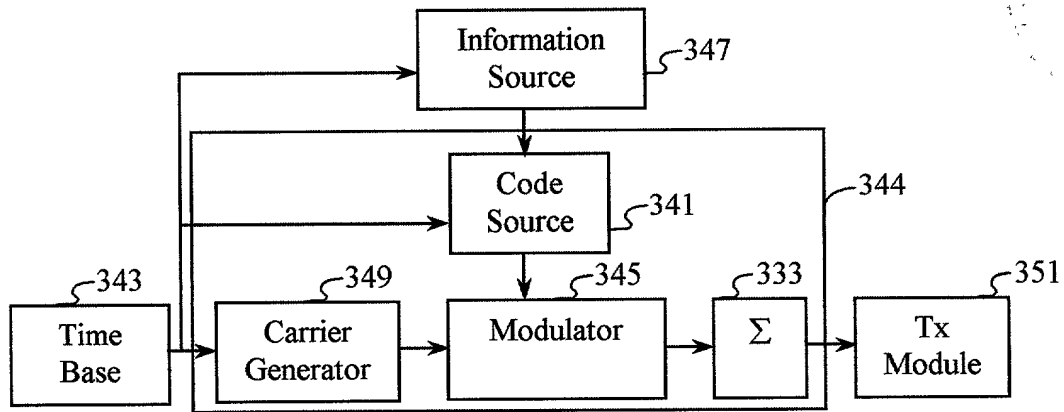 Information
Source
347
Code
Source
341
344
343
349
345
333
351
Time
Base
Carrier
Generator
Modulator
Σ
Tx
Module